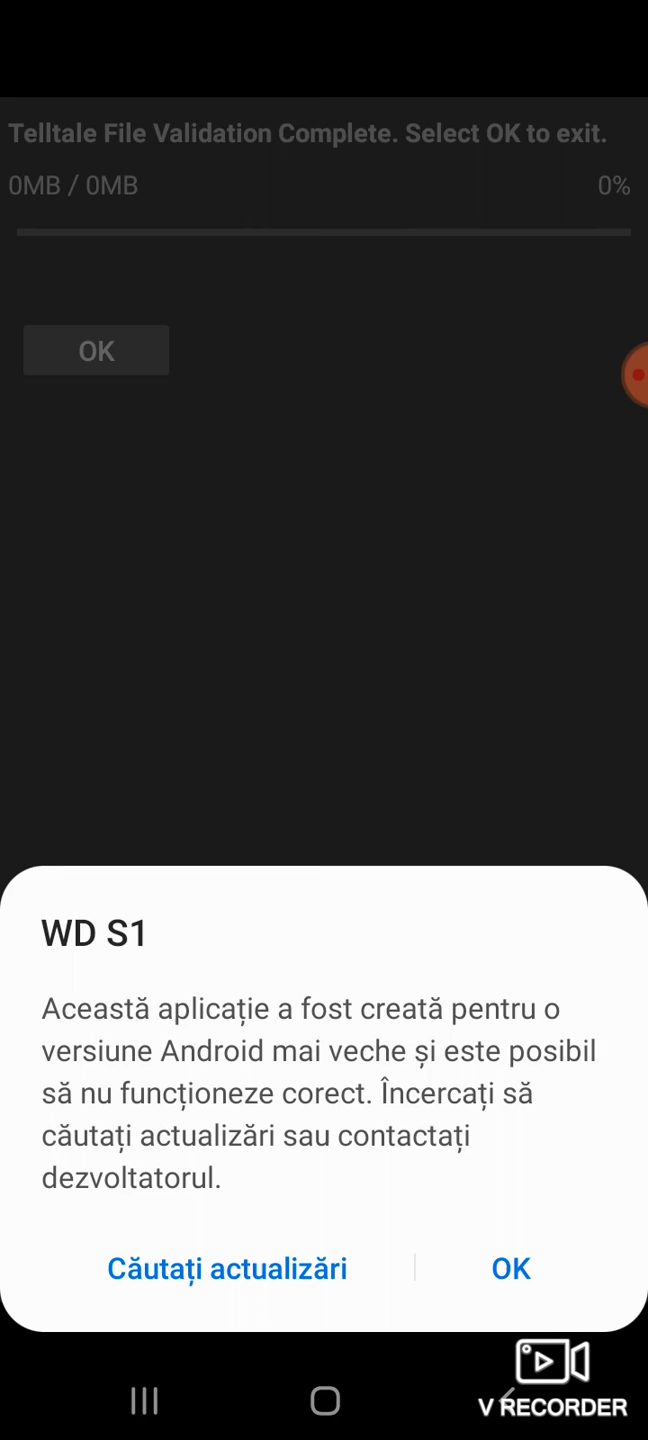 Telltale File Validation Complete. Select OK to exit.
0MB / 0MB 0%
OK
WD S1
Această aplicație a fost creată pentru o
versiune Android mai veche și este posibil
să nu funcționeze corect. Încercați să
căutați actualizări sau contactați
dezvoltatorul.
Căutați actualizări OK
V RECORDER